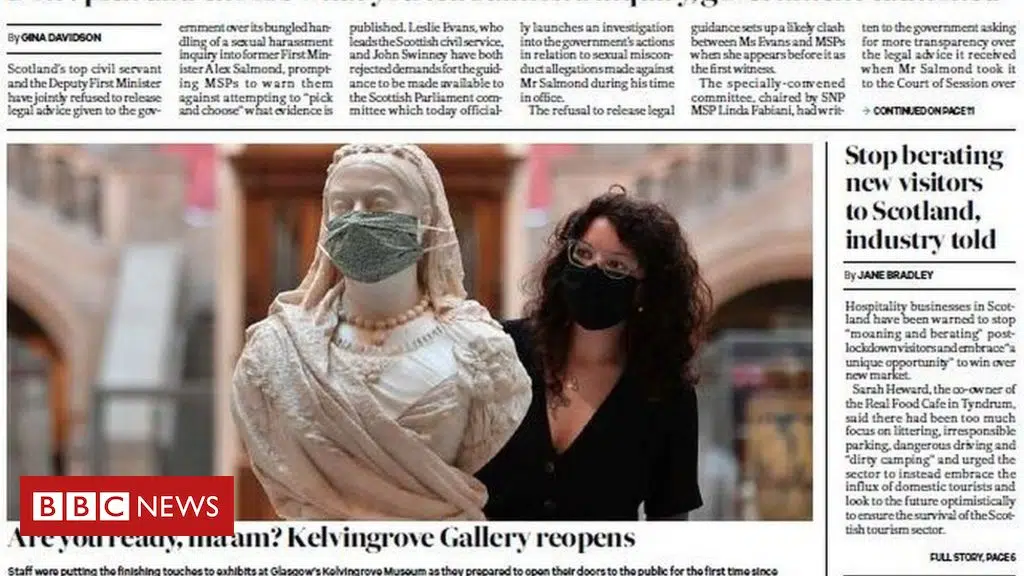 By GINA DAVIDSON
Scotland's top civil servant
and the Deputy First Minister
have jointly refused to release
legal advice given to the gov-
ernment over its bungled han-
dling of a sexual harassment
inquiry into former First Min-
ister Alex Salmond, prompt-
ing MSPs to warn them
against attempting to "pick
and choose" what evidence is
published. Leslie Evans, who
leads the Scottish civil service,
and John Swinney have both
rejected demands for the guid-
ance to be made available to
the Scottish Parliament com-
mittee which today official-
ly launches an investigation
into the government's actions
in relation to sexual miscon-
duct allegations made against
Mr Salmond during his time
in office.
The refusal to release legal
guidance sets up a likely clash
between Ms Evans and MSPs
when she appears before it as
the first witness.
The specially-convened
committee, chaired by SNP
MSP Linda Fabiani, had writ-
ten to the government asking
for more transparency over
the legal advice it received
when Mr Salmond took it
to the Court of Session over
→ CONTINUED ON PAGE 11
Stop berating
new visitors
to Scotland,
industry told
By JANE BRADLEY
Hospitality businesses in Scot-
land have been warned to stop
"moaning and berating" post-
lockdown visitors and embrace "a
unique opportunity" to win over
new market.
Sarah Heward, the co-owner of
the Real Food Cafe in Tyndrum,
said there had been too much
focus on littering, irresponsible
parking, dangerous driving and
"dirty camping" and urged the
sector to instead embrace the
influx of domestic tourists and
look to the future optimistically
to ensure the survival of the Scot-
tish tourism sector.
FULL STORY, PAGE 6
BBC NEWS
Are you ready, ma'am? Kelvingrove Gallery reopens
Staff were putting the finishing touches to exhibits at Glasgow's Kelvingrove Museum as they prepared to open their doors to the public for the first time since